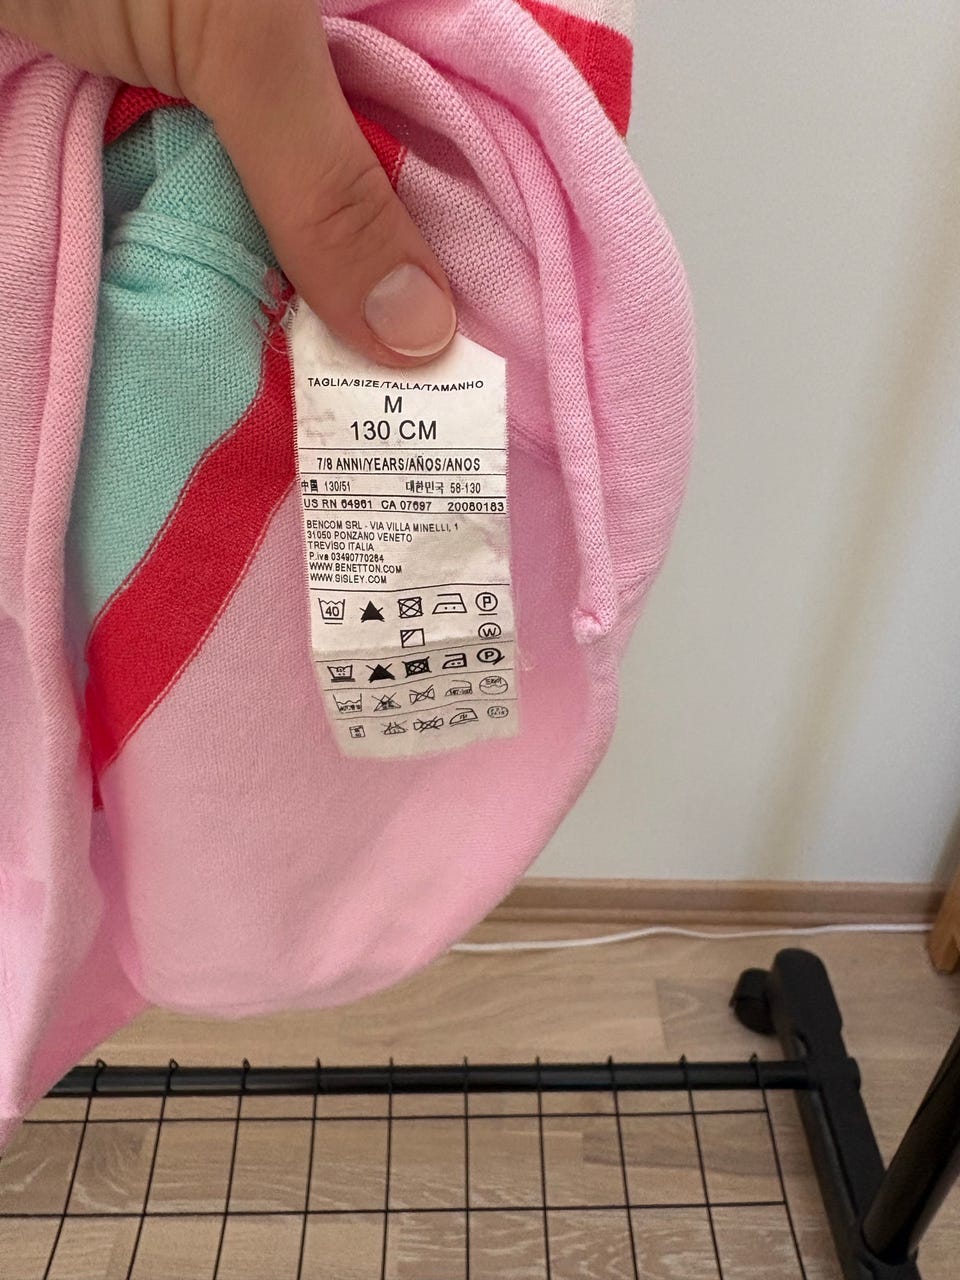 TAGLIA/SIZE/TALLA/TAMANHO
M
130 CM
7/8 ANNI/YEARS/AÑOS/ANOS
中国 130/51 대한민국 58-130
US RN 64961 CA 07697 20080183
BENCOM SRL - VIA VILLA MINELLI, 1
31050 PONZANO VENETO
TREVISO ITALIA
P.iva 03490770264
WWW.BENETTON.COM
WWW.SISLEY.COM
40
P
W
P